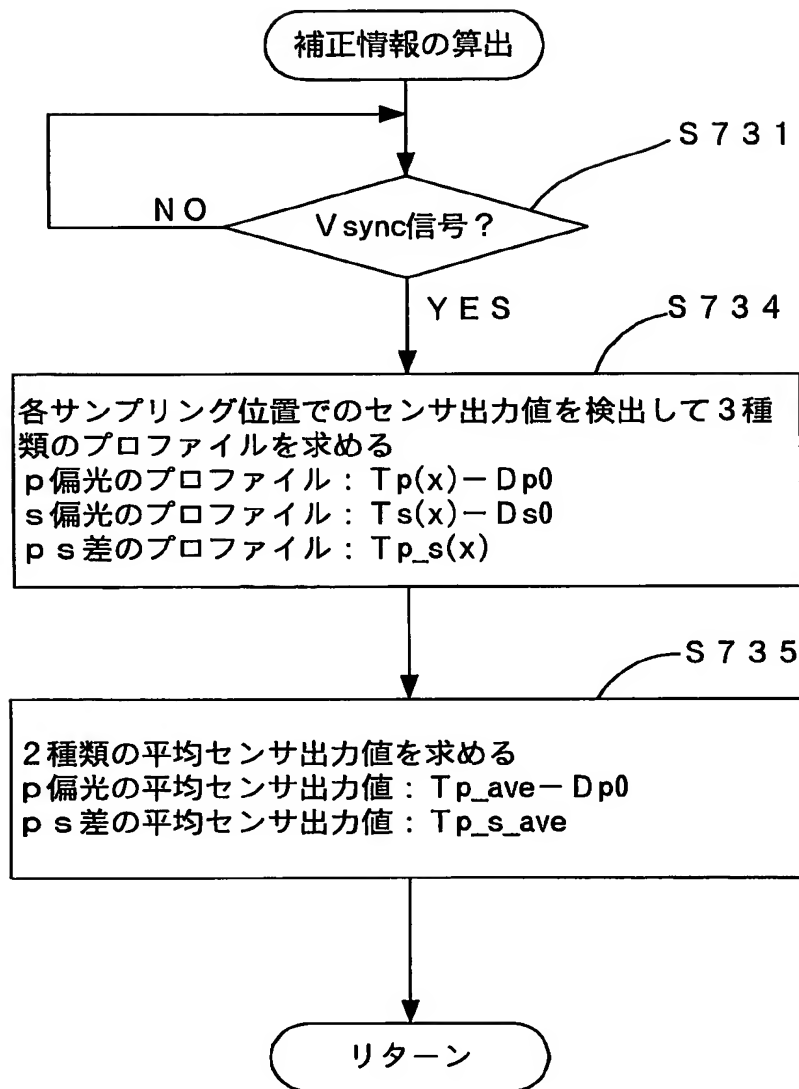 補正情報の算出
S731
NO
Vsync信号?
YES
S734
各サンプリング位置でのセンサ出力値を検出して3種
類のプロファイルを求める
p偏光のプロファイル:Tp(x)-Dp0
s偏光のプロファイル:Ts(x)-Ds0
ps差のプロファイル:Tp_s(x)
S735
2種類の平均センサ出力値を求める
p偏光の平均センサ出力値:Tp_ave-Dp0
ps差の平均センサ出力値:Tp_s_ave
リターン